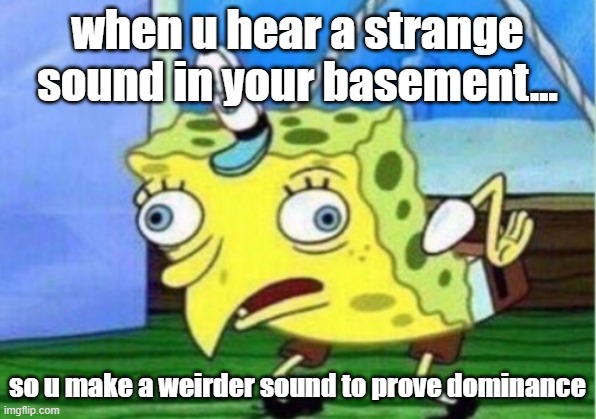 when u hear a strange
sound in your basement...
so u make a weirder sound to prove dominance
imgflip.com